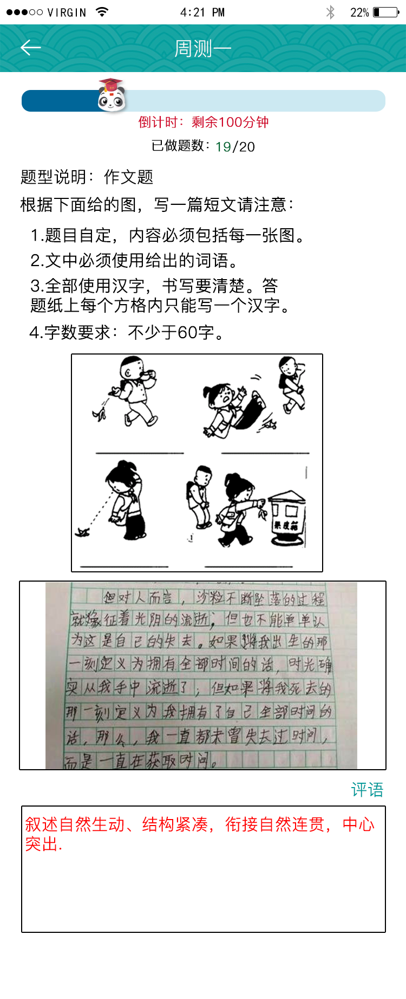 VIRGIN
4:21 PM
22%
周测一
倒计时：剩余100分钟
已做题数：19/20
题型说明：作文题
根据下面给的图，写一篇短文请注意：
1.题目自定，内容必须包括每一张图。
2.文中必须使用给出的词语。
3.全部使用汉字，书写要清楚。答
题纸上每个方格内只能写一个汉字。
4.字数要求：不少于60字。
果皮箱
但对人而言，沙粒不断坠落的过程
就像征着光阴的流逝；但也不能单单认
为这是自己的失去。如果将我出生的那
一刻定义为拥有全部时间的话，时光确
实从我手中流逝了；但如果将我死去的
那一刻定义为我拥有了自己全部时间的
话，那么，我一直都未曾失去过时间，
而是一直在获取时间。
评语
叙述自然生动、结构紧凑，衔接自然连贯，中心
突出.